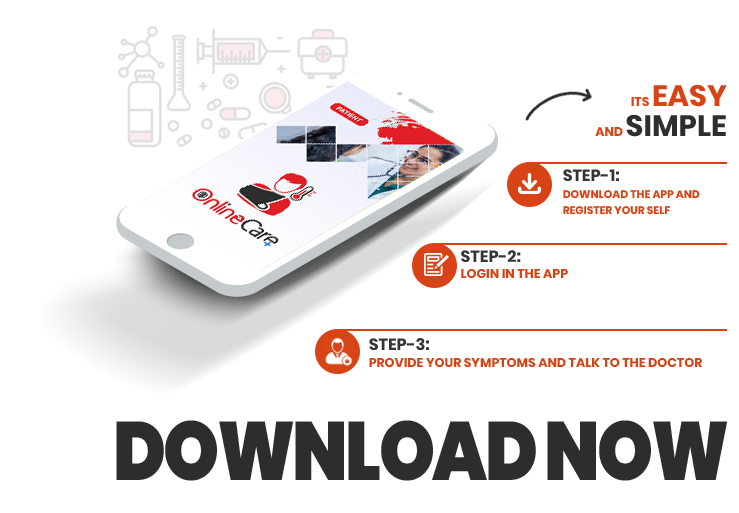 ITS EASY
AND SIMPLE
PATIENT
OnlineCare
STEP-1:
DOWNLOAD THE APP AND
REGISTER YOUR SELF
STEP-2:
LOGIN IN THE APP
STEP-3:
PROVIDE YOUR SYMPTOMS AND TALK TO THE DOCTOR
DOWNLOAD NOW